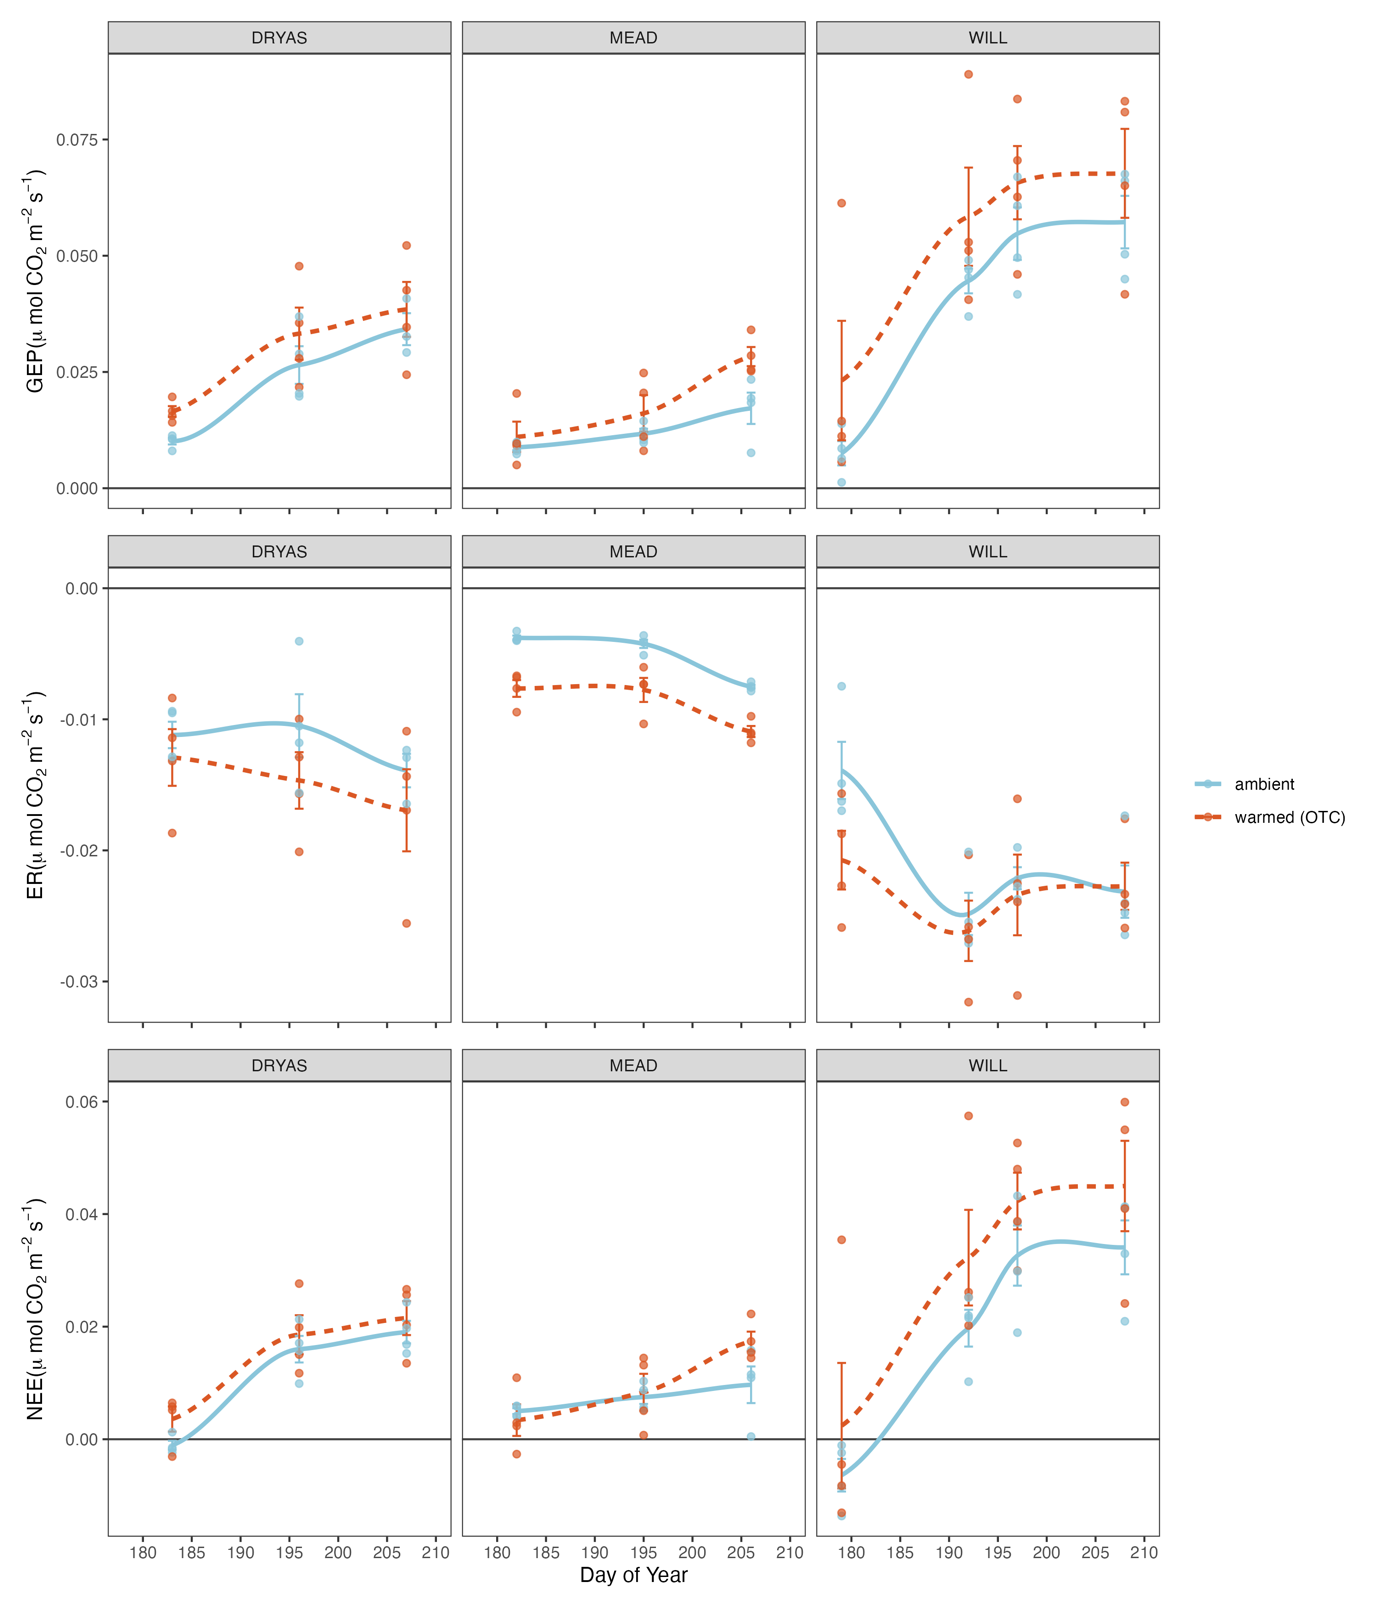 DRYAS MEAD WILL
GEP(μ mol CO₂ m⁻² s⁻¹)
0.075
0.050
0.025
0.000
DRYAS MEAD WILL
ER(μ mol CO₂ m⁻² s⁻¹)
0.00
-0.01
-0.02
-0.03
ambient
warmed (OTC)
DRYAS MEAD WILL
NEE(μ mol CO₂ m⁻² s⁻¹)
0.06
0.04
0.02
0.00
180 185 190 195 200 205 210 180 185 190 195 200 205 210 180 185 190 195 200 205 210
Day of Year